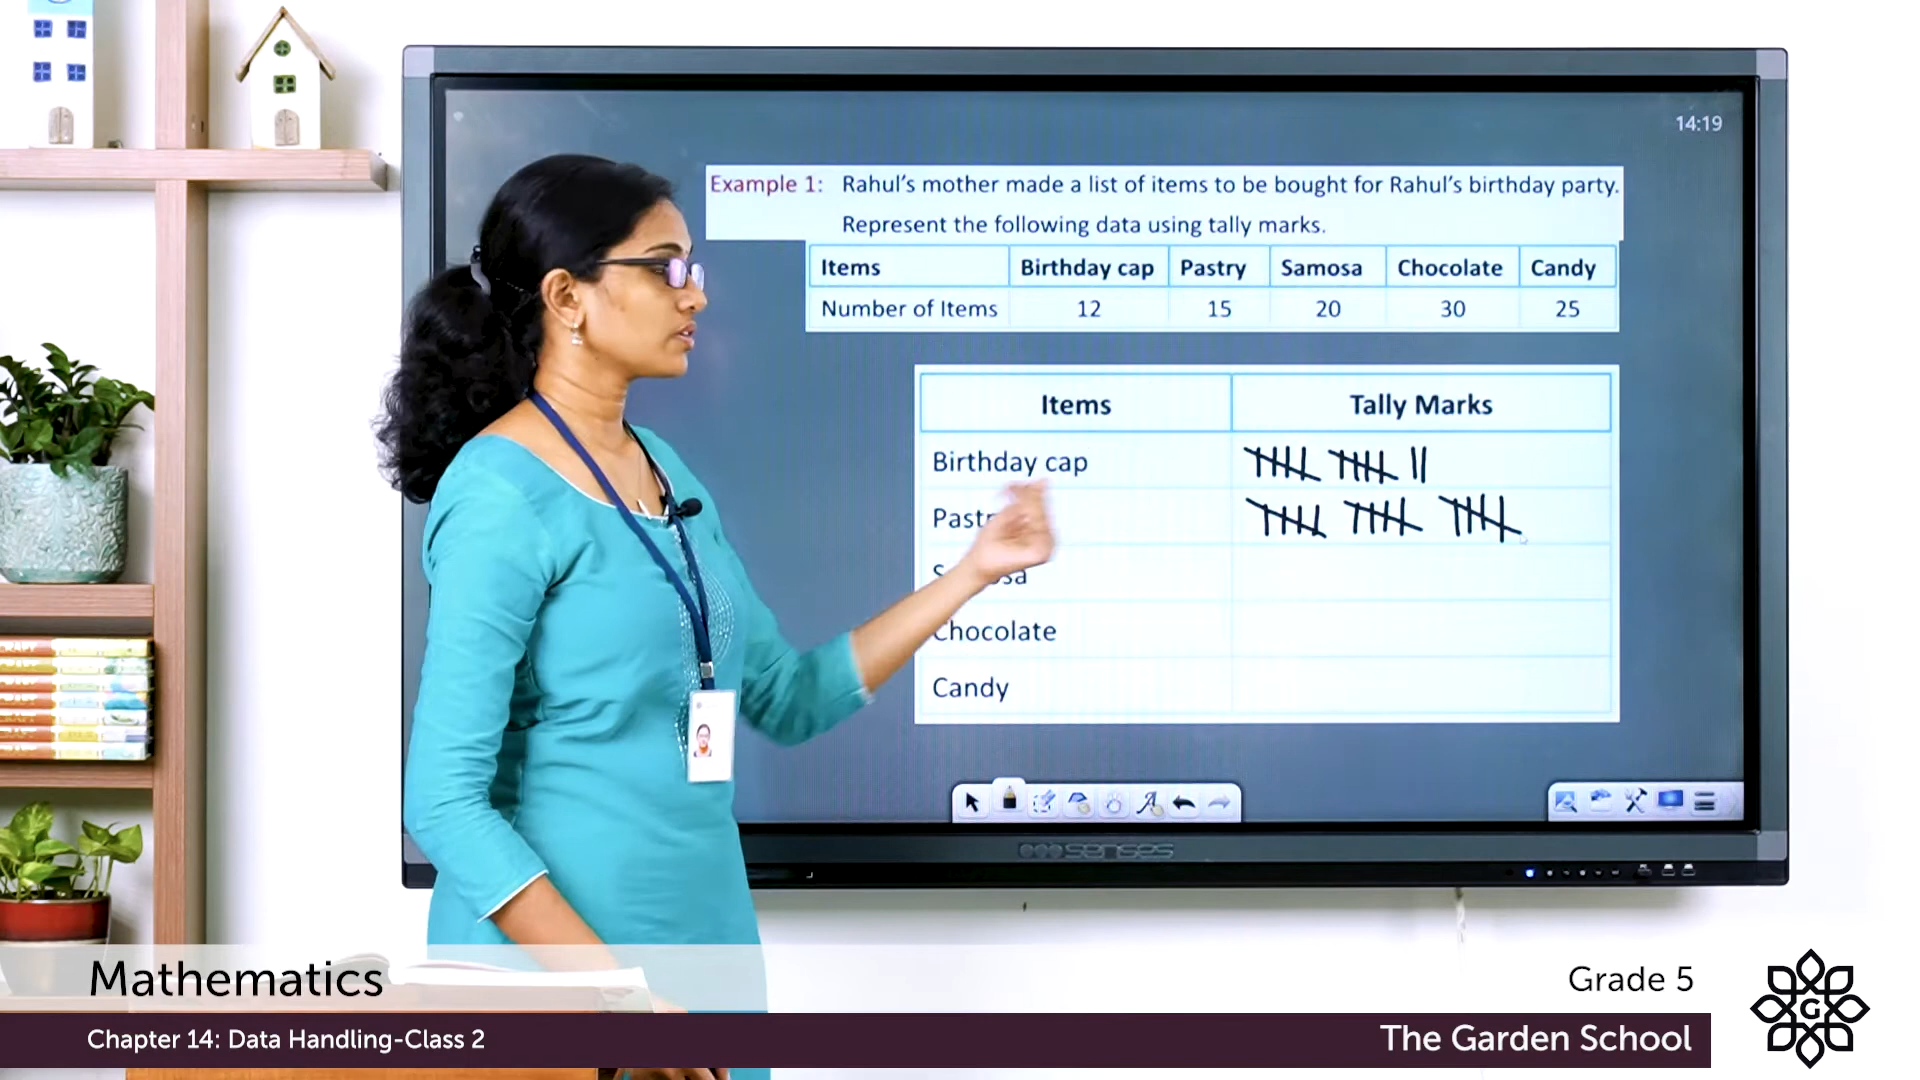 14:19
Example 1: Rahul's mother made a list of items to be bought for Rahul's birthday party.
Represent the following data using tally marks.
Items Birthday cap Pastry Samosa Chocolate Candy
Number of Items 12 15 20 30 25
Items Tally Marks
Birthday cap
Chocolate
Candy
senses
Mathematics
Grade 5
Chapter 14: Data Handling-Class 2
The Garden School
G